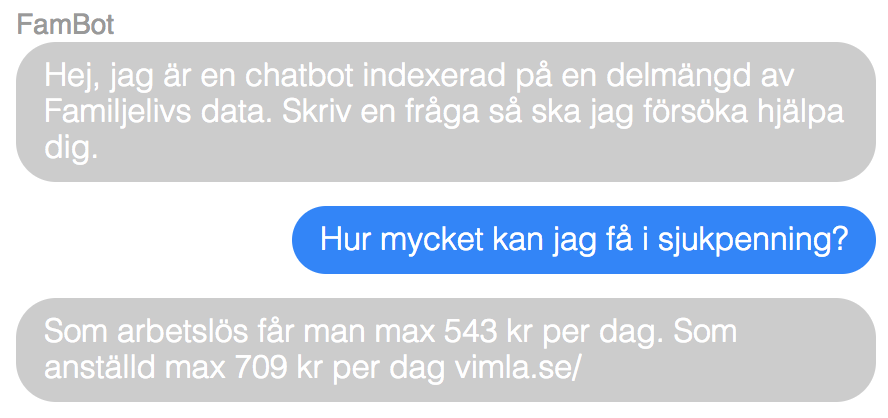 FamBot
Hej, jag är en chatbot indexerad på en delmängd av
Familjelivs data. Skriv en fråga så ska jag försöka hjälpa
dig.
Hur mycket kan jag få i sjukpenning?
Som arbetslös får man max 543 kr per dag. Som
anställd max 709 kr per dag vimla.se/